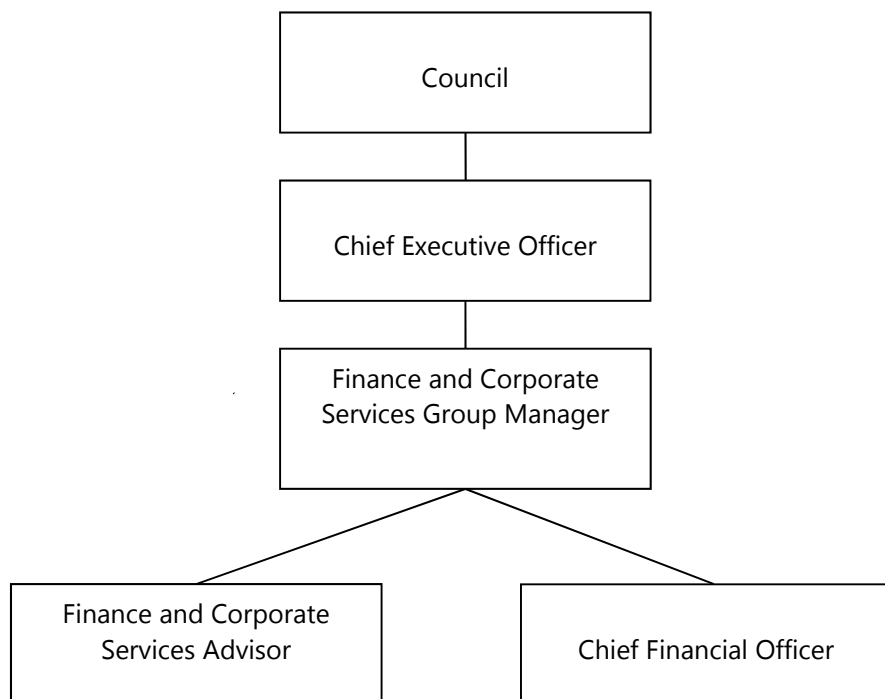 Council
Chief Executive Officer
Finance and Corporate
Services Group Manager
Finance and Corporate
Services Advisor
Chief Financial Officer